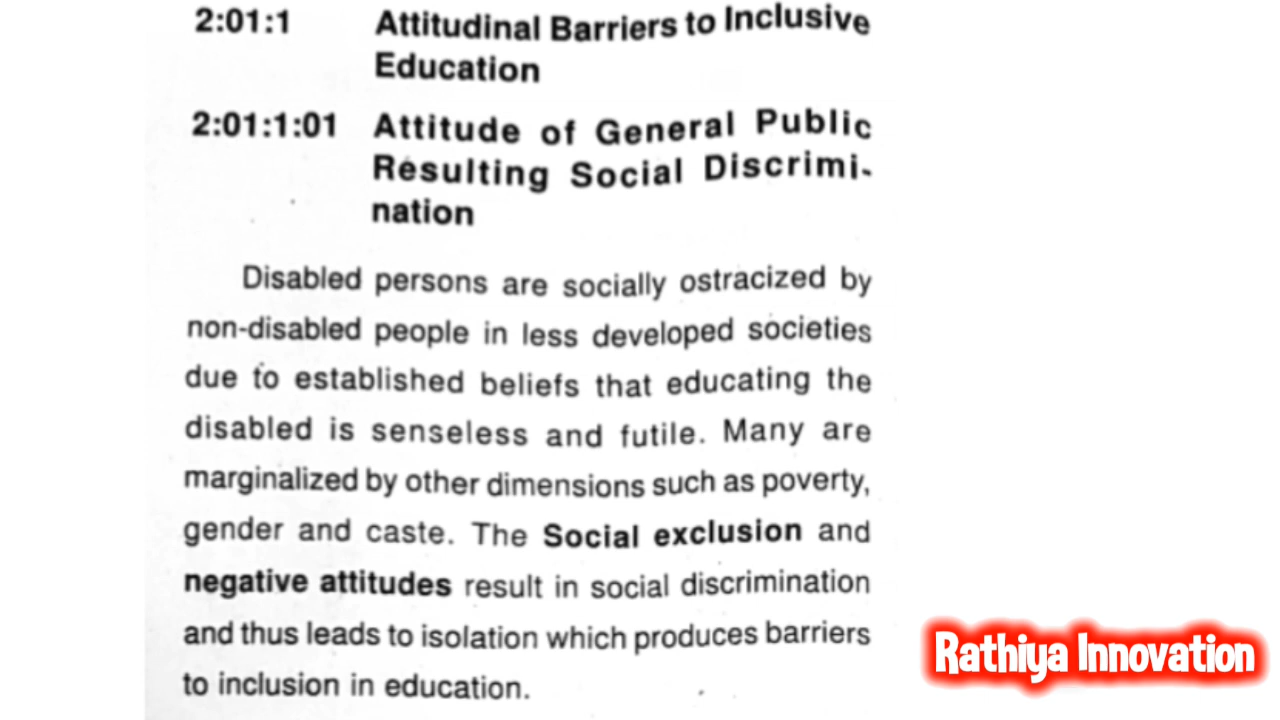 2:01:1 Attitudinal Barriers to Inclusive
Education
2:01:1:01 Attitude of General Public
Resulting Social Discrimi-
nation
Disabled persons are socially ostracized by
non-disabled people in less developed societies
due to established beliefs that educating the
disabled is senseless and futile. Many are
marginalized by other dimensions such as poverty,
gender and caste. The Social exclusion and
negative attitudes result in social discrimination
and thus leads to isolation which produces barriers
to inclusion in education.
Rathiya Innovation